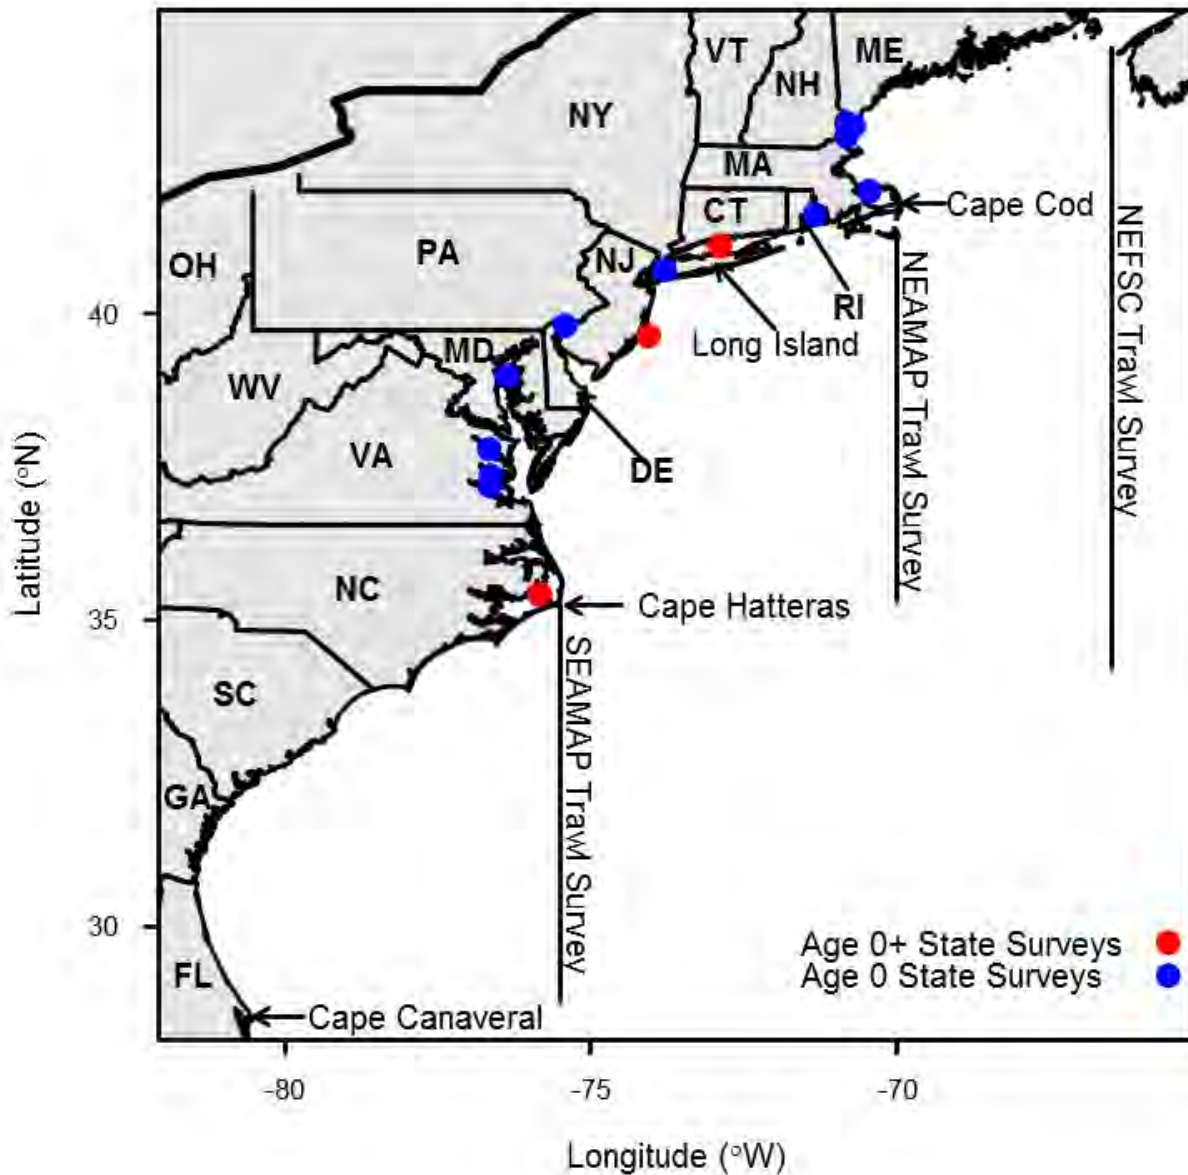 VT
NH
ME
NY
MA
CT
Cape Cod
PA
NJ
OH
RI
Long Island
MD
WV
VA
DE
NEAMAP Trawl Survey
NEFSC Trawl Survey
NC
Cape Hatteras
SC
SEAMAP Trawl Survey
GA
FL
Cape Canaveral
Age 0+ State Surveys
Age 0 State Surveys
40
35
30
Latitude (°N)
-80
-75
-70
Longitude (°W)